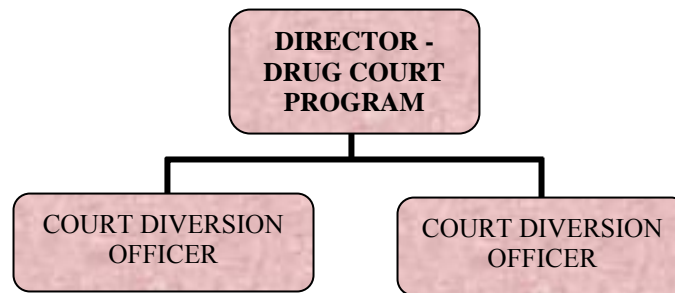 DIRECTOR -
DRUG COURT
PROGRAM
COURT DIVERSION
OFFICER
COURT DIVERSION
OFFICER